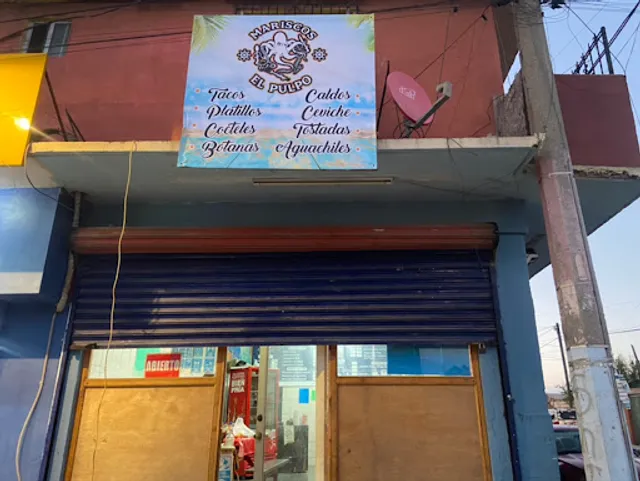 MARISCOS
EL PULPO
Tacos Caldos
Platillos Ceviche
Cocteles Tostadas
Botanas Aguachiles
ABIERTO